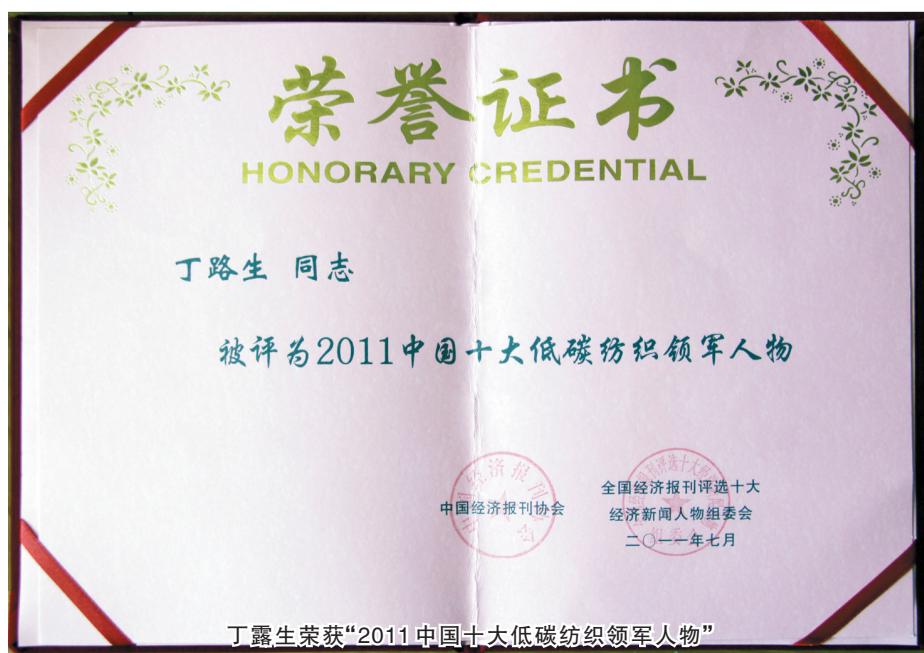 荣誉证书
HONORARY CREDENTIAL
丁路生 同志
被评为2011中国十大低碳纺织领军人物
中国经济报刊协会
全国经济报刊评选十大
经济新闻人物组委会
二〇一一年七月
丁露生荣获“2011中国十大低碳纺织领军人物”